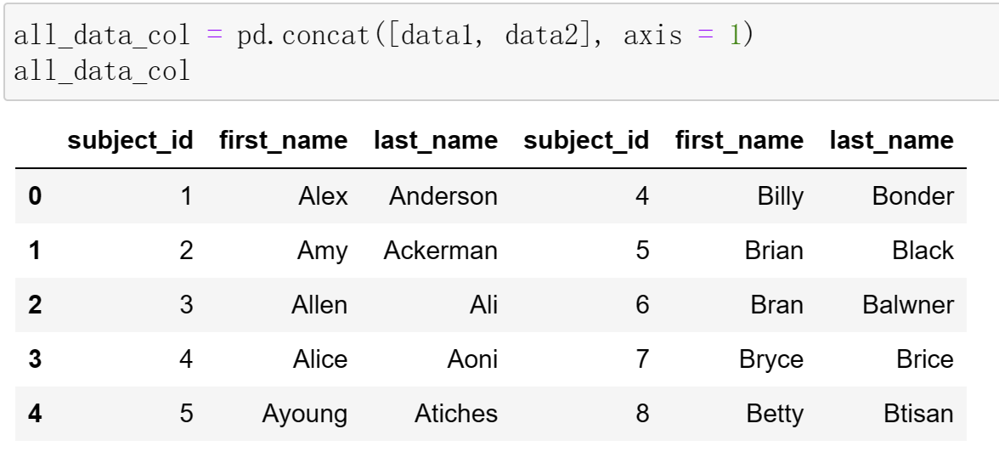 all_data_col = pd.concat([data1, data2], axis = 1)
all_data_col
subject_id first_name last_name subject_id first_name last_name
0 1 Alex Anderson 4 Billy Bonder
1 2 Amy Ackerman 5 Brian Black
2 3 Allen Ali 6 Bran Balwner
3 4 Alice Aoni 7 Bryce Brice
4 5 Ayoung Atiches 8 Betty Btisan